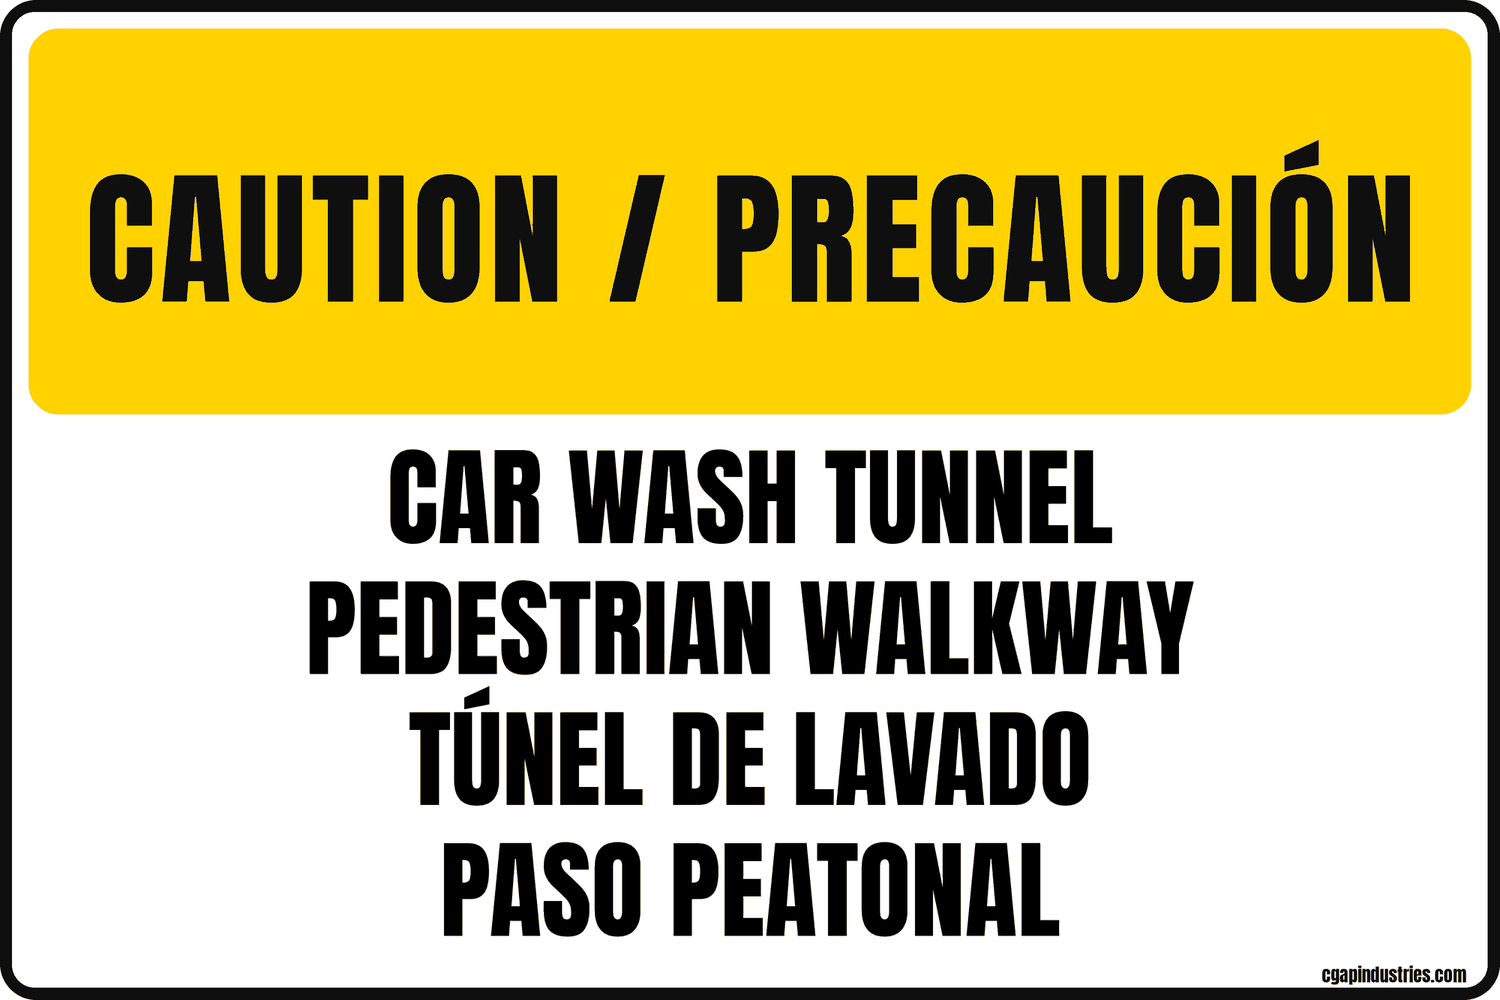 CAUTION / PRECAUCIÓN
CAR WASH TUNNEL
PEDESTRIAN WALKWAY
TÚNEL DE LAVADO
PASO PEATONAL
cgapindustries.com